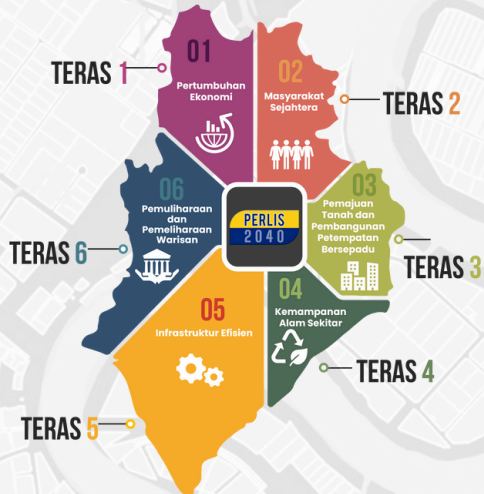 TERAS 1
01
Pertumbuhan
Ekonomi
02
Masyarakat
Sejahtera
TERAS 2
03
Pemajuan
Tanah dan
Pembangunan
Petempatan
Bersepadu
TERAS 3
04
Kemampanan
Alam Sekitar
TERAS 4
05
Infrastruktur Efisien
TERAS 5
06
Pemuliharaan
dan
Pemeliharaan
Warisan
TERAS 6
PERLIS
2040